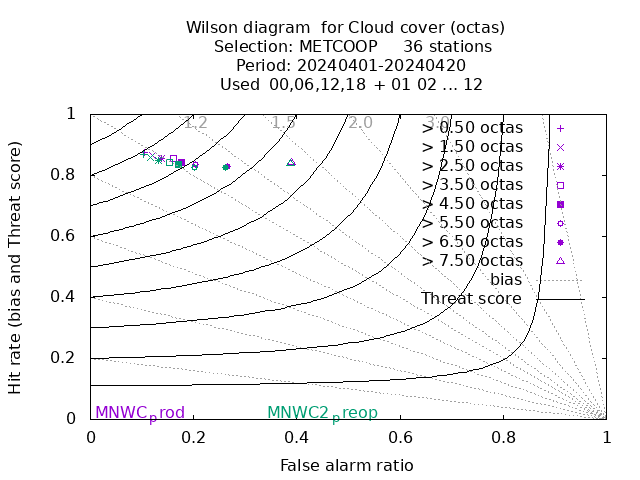 Wilson diagram  for Cloud cover (octas)
Selection: METCOOP     36 stations
Period: 20240401-20240420
Used  00,06,12,18  + 01 02 ... 12
Hit rate (bias and Threat score)
1
0.8
0.6
0.4
0.2
0
1.2
1.5
2.0
3.0
> 0.50 octas
> 1.50 octas
> 2.50 octas
> 3.50 octas
> 4.50 octas
> 5.50 octas
> 6.50 octas
> 7.50 octas
bias
Threat score
MNWCprod
MNWC2preop
0
0.2
0.4
0.6
0.8
1
False alarm ratio